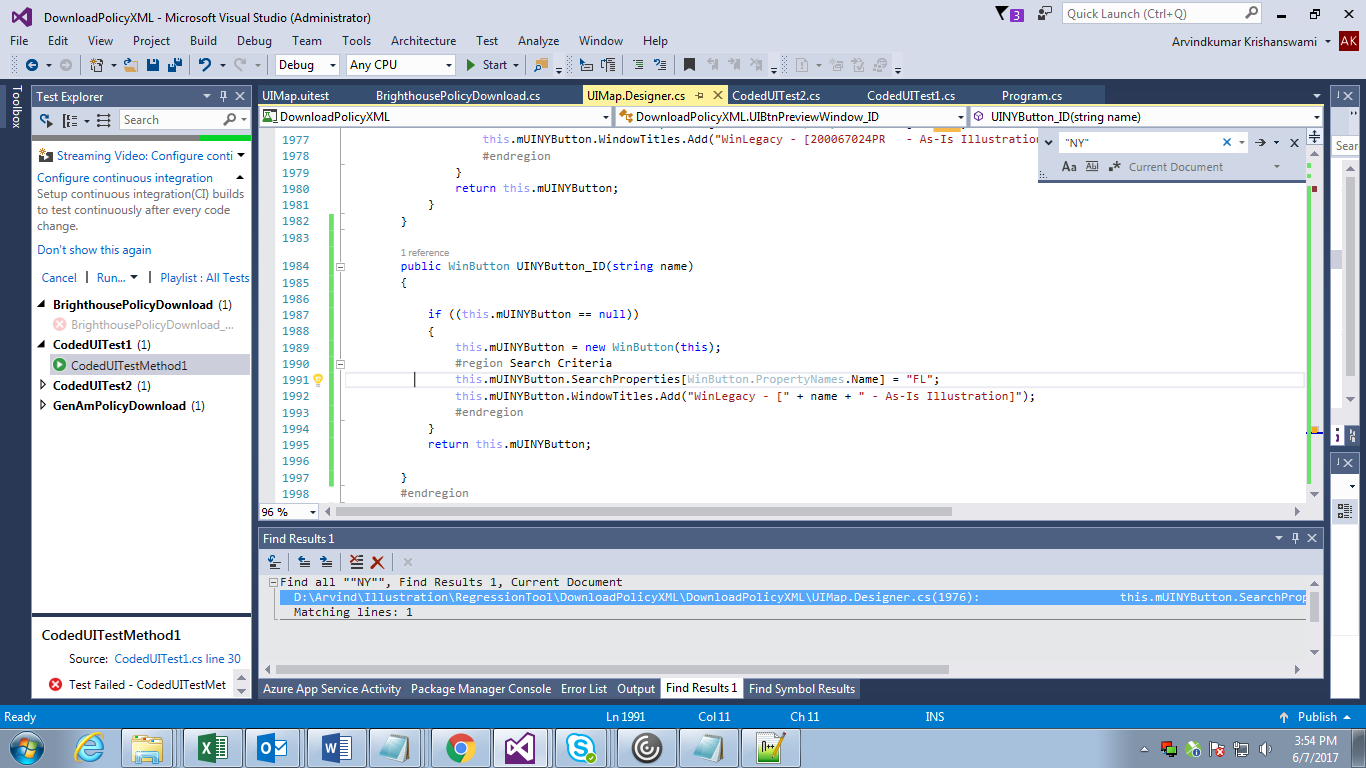 DownloadPolicyXML - Microsoft Visual Studio (Administrator)
3
Quick Launch (Ctrl+Q)
File Edit View Project Build Debug Team Tools Architecture Test Analyze Window Help
Arvindkumar Krishanswami
AK
Debug
Any CPU
Start
Toolbox
Test Explorer
Search
Streaming Video: Configure conti
Configure continuous integration
Setup continuous integration(CI) builds
to test continuously after every code
change.
Don't show this again
Cancel | Run... | Playlist : All Tests
BrighthousePolicyDownload (1)
BrighthousePolicyDownload_...
CodedUITest1 (1)
CodedUITestMethod1
CodedUITest2 (1)
GenAmPolicyDownload (1)
CodedUITestMethod1
Source: CodedUITest1.cs line 30
Test Failed - CodedUITestMet
UIMap.uitest BrighthousePolicyDownload.cs UIMap.Designer.cs CodedUITest2.cs CodedUITest1.cs Program.cs
DownloadPolicyXML
DownloadPolicyXML.UIBtnPreviewWindow_ID
UINYButton_ID(string name)
"NY"
Aa Ab Current Document
Sear
1977 this.mUINYButton.WindowTitles.Add("WinLegacy - [200067024PR - As-Is Illustration
1978 #endregion
1979 }
1980 return this.mUINYButton;
1981 }
1982 }
1983
1 reference
1984 public WinButton UINYButton_ID(string name)
1985 {
1986
1987 if ((this.mUINYButton == null))
1988 {
1989 this.mUINYButton = new WinButton(this);
1990 #region Search Criteria
1991 this.mUINYButton.SearchProperties[WinButton.PropertyNames.Name] = "FL";
1992 this.mUINYButton.WindowTitles.Add("WinLegacy - [" + name + " - As-Is Illustration]");
1993 #endregion
1994 }
1995 return this.mUINYButton;
1996
1997 }
1998 #endregion
96 %
Find Results 1
Find all ""NY"", Find Results 1, Current Document
D:\Arvind\Illustration\RegressionTool\DownloadPolicyXML\DownloadPolicyXML\UIMap.Designer.cs(1976): this.mUINYButton.SearchProp
Matching lines: 1
Azure App Service Activity Package Manager Console Error List Output Find Results 1 Find Symbol Results
Ready
Ln 1991 Col 11 Ch 11 INS
Publish
3:54 PM
6/7/2017